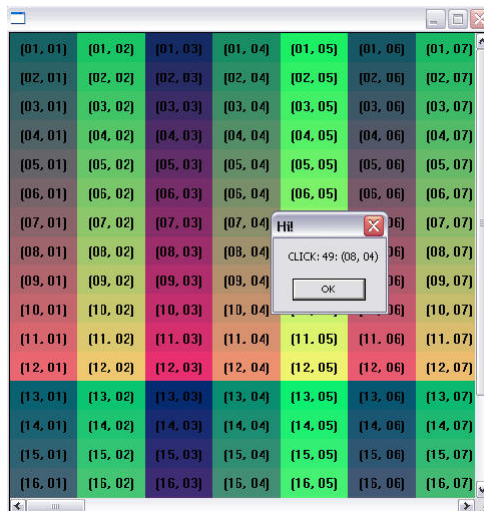 (01, 01) (01, 02) (01, 03) (01, 04) (01, 05) (01, 06) (01, 07)
(02, 01) (02, 02) (02, 03) (02, 04) (02, 05) (02, 06) (02, 07)
(03, 01) (03, 02) (03, 03) (03, 04) (03, 05) (03, 06) (03, 07)
(04, 01) (04, 02) (04, 03) (04, 04) (04, 05) (04, 06) (04, 07)
(05, 01) (05, 02) (05, 03) (05, 04) (05, 05) (05, 06) (05, 07)
(06, 01) (06, 02) (06, 03) (06, 04) (06, 05) (06, 06) (06, 07)
(07, 01) (07, 02) (07, 03) (07, 04) 06) (07, 07)
Hi!
(08, 01) (08, 02) (08, 03) (08, 04) 06) (08, 07)
CLICK: 49: (08, 04)
(09, 01) (09, 02) (09, 03) (09, 04) 06) (09, 07)
OK
(10, 01) (10, 02) (10, 03) (10, 04) 06) (10, 07)
(11, 01) (11, 02) (11, 03) (11, 04) (11, 05) (11, 06) (11, 07)
(12, 01) (12, 02) (12, 03) (12, 04) (12, 05) (12, 06) (12, 07)
(13, 01) (13, 02) (13, 03) (13, 04) (13, 05) (13, 06) (13, 07)
(14, 01) (14, 02) (14, 03) (14, 04) (14, 05) (14, 06) (14, 07)
(15, 01) (15, 02) (15, 03) (15, 04) (15, 05) (15, 06) (15, 07)
(16, 01) (16, 02) (16, 03) (16, 04) (16, 05) (16, 06) (16, 07)